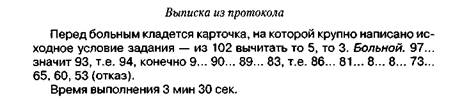 Выписка из протокола
Перед больным кладется карточка, на которой крупно написано ис-
ходное условие задания — из 102 вычитать то 5, то 3. Больной. 97...
значит 93, т.е. 94, конечно 9... 90... 89... 83, т.е. 86... 81... 8... 8... 73...
65, 60, 53 (отказ).
Время выполнения 3 мин 30 сек.